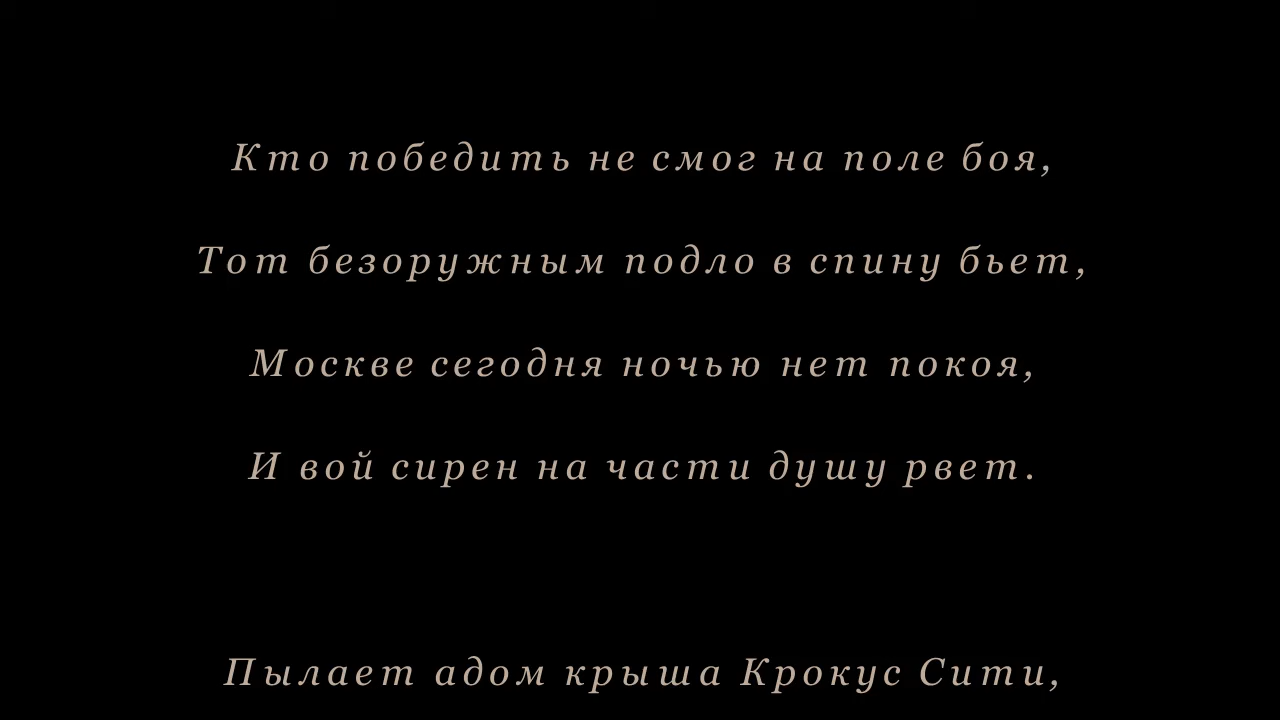 Кто победить не смог на поле боя,
Тот безоружным подло в спину бьет,
Москве сегодня ночью нет покоя,
И вой сирен на части душу рвет.
Пылает адом крыша Крокус Сити,